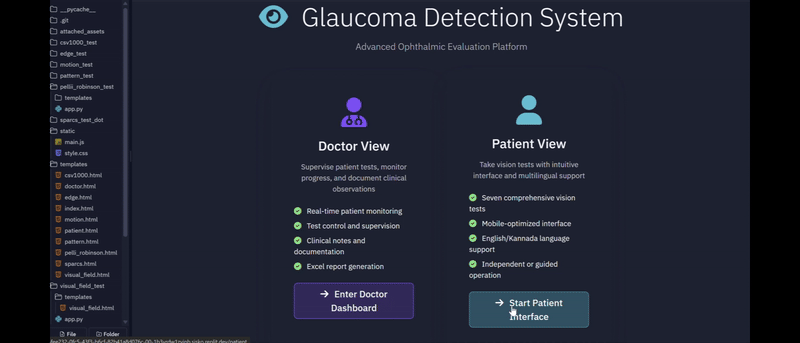 __pycache__
.git
attached_assets
csv1000_test
edge_test
motion_test
pattern_test
pellii_robinson_test
templates
app.py
sparcs_test_dot
static
main.js
style.css
templates
csv1000.html
doctor.html
edge.html
index.html
motion.html
patient.html
pattern.html
pelli_robinson.html
sparcs.html
visual_field.html
visual_field_test
templates
visual_field.html
app.py
File
Folder
Glaucoma Detection System
Advanced Ophthalmic Evaluation Platform
Doctor View
Supervise patient tests, monitor
progress, and document clinical
observations
Real-time patient monitoring
Test control and supervision
Clinical notes and
documentation
Excel report generation
Enter Doctor
Dashboard
Patient View
Take vision tests with intuitive
interface and multilingual support
Seven comprehensive vision
tests
Mobile-optimized interface
English/Kannada language
support
Independent or guided
operation
Start Patient
Interface